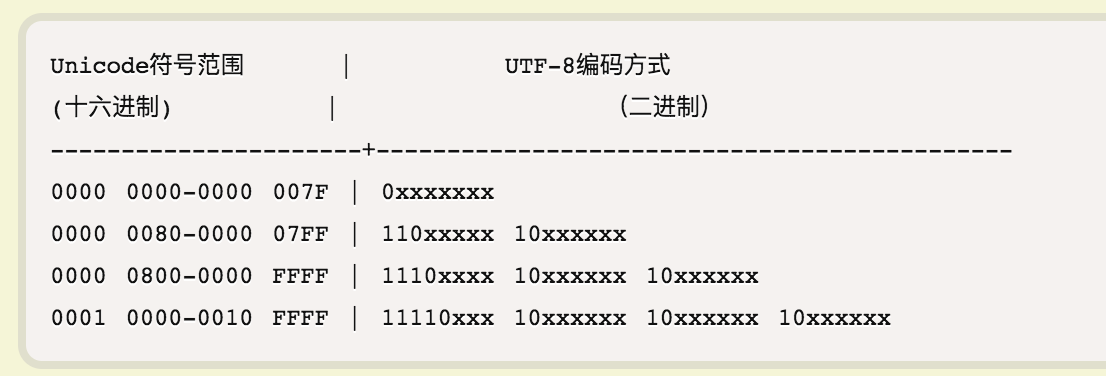 Unicode符号范围 | UTF-8编码方式
(十六进制) | （二进制）
----------------------+---------------------------------------------
0000 0000-0000 007F | 0xxxxxxx
0000 0080-0000 07FF | 110xxxxx 10xxxxxx
0000 0800-0000 FFFF | 1110xxxx 10xxxxxx 10xxxxxx
0001 0000-0010 FFFF | 11110xxx 10xxxxxx 10xxxxxx 10xxxxxx